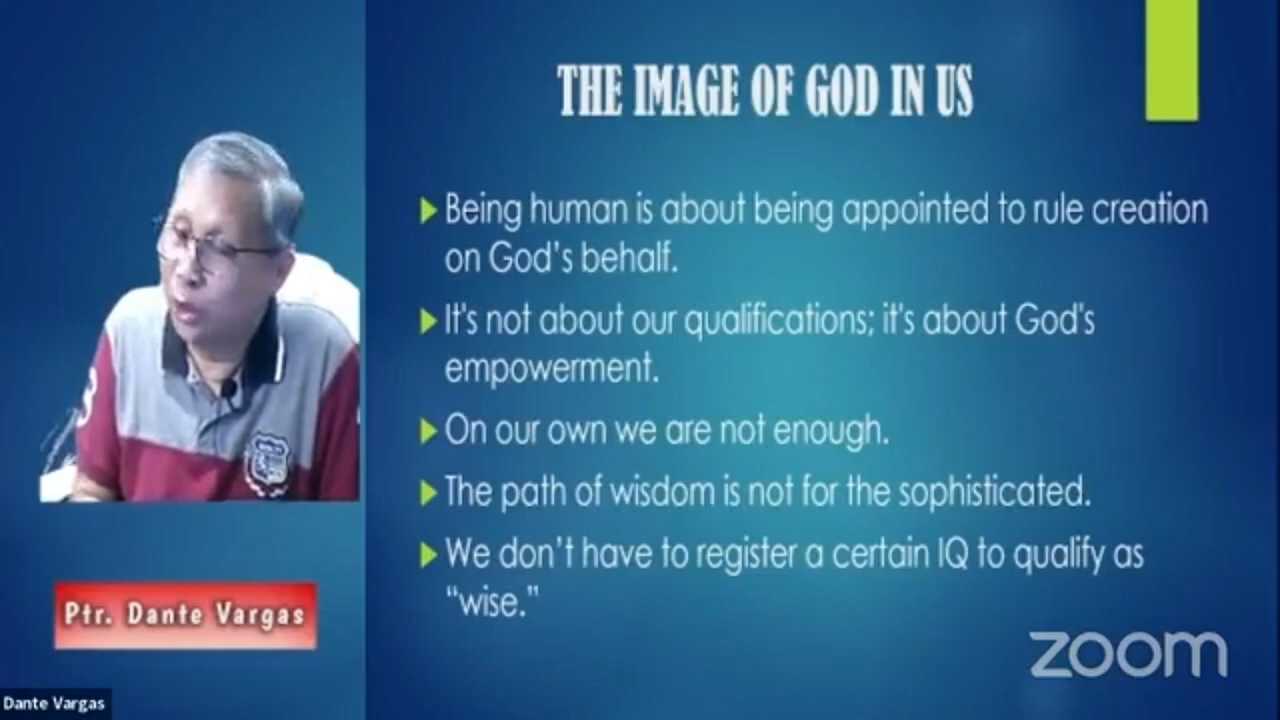 THE IMAGE OF GOD IN US
Being human is about being appointed to rule creation
on God's behalf.
It's not about our qualifications; it's about God's
empowerment.
On our own we are not enough.
The path of wisdom is not for the sophisticated.
We don't have to register a certain IQ to qualify as
“wise.”
Ptr. Dante Vargas
zoom
Dante Vargas